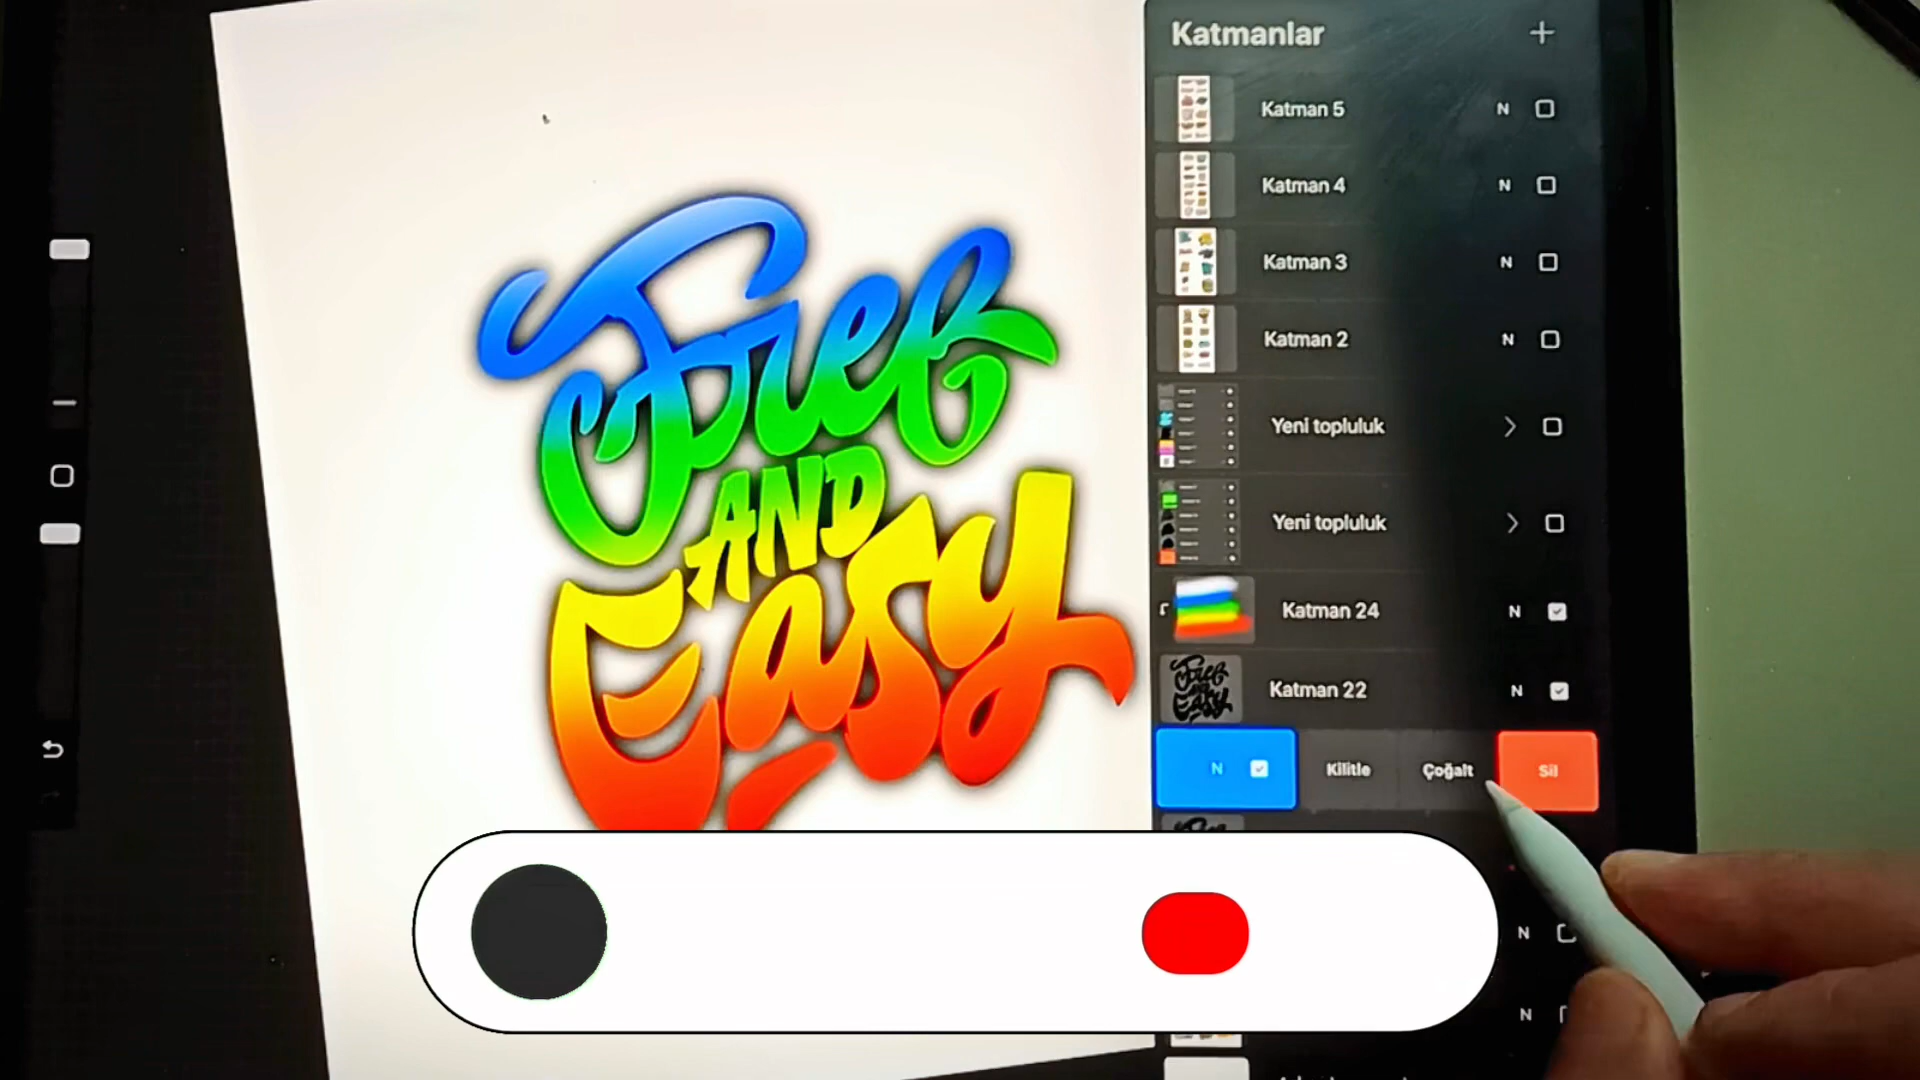 Katmanlar
Katman 5 N
Katman 4 N
Katman 3 N
Katman 2 N
Yeni topluluk
Yeni topluluk
Katman 24 N
Katman 22 N
N Kilitle Çoğalt Sil
N
N
Free
AND
Easy